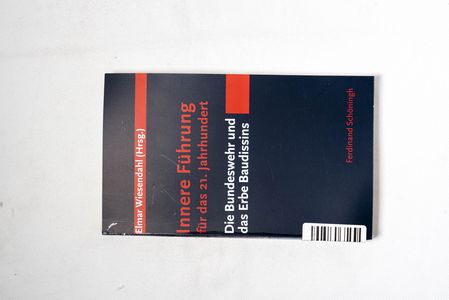 Elmar Wiesendahl (Hrsg.)
Innere Führung
für das 21. Jahrhundert
Die Bundeswehr und
das Erbe Baudissins
Ferdinand Schöningh